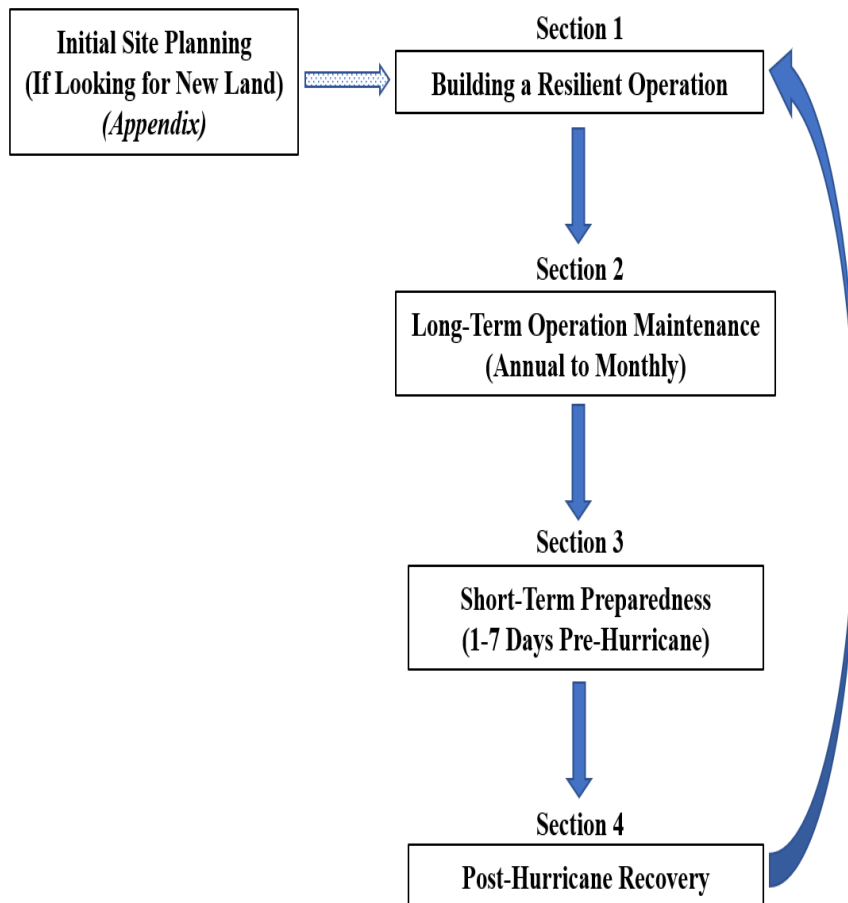 Initial Site Planning
(If Looking for New Land)
(Appendix)
Section 1
Building a Resilient Operation
Section 2
Long-Term Operation Maintenance
(Annual to Monthly)
Section 3
Short-Term Preparedness
(1-7 Days Pre-Hurricane)
Section 4
Post-Hurricane Recovery